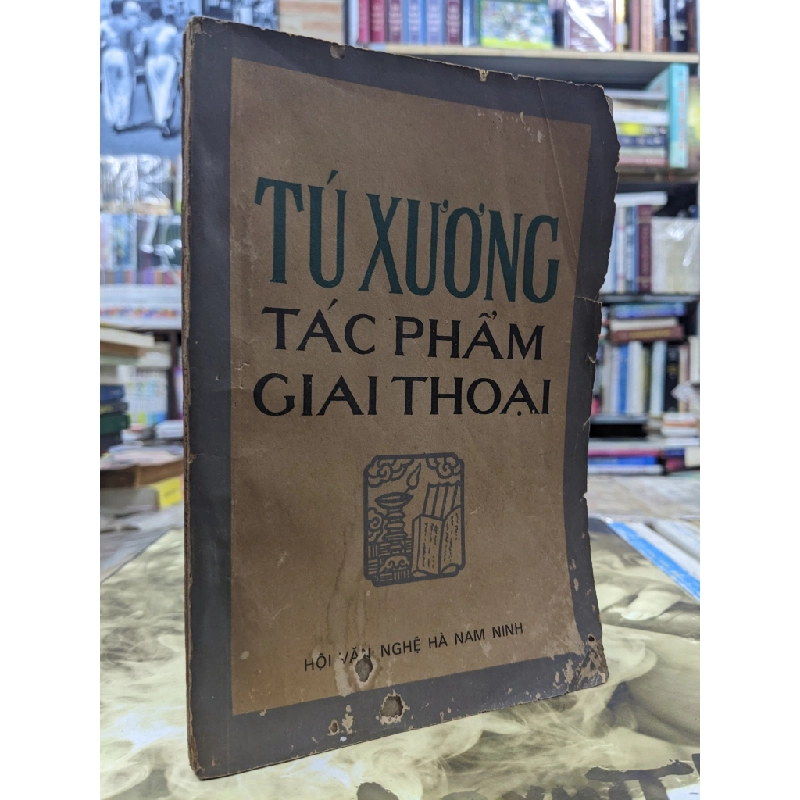 TÚ XƯƠNG
TÁC PHẨM
GIAI THOẠI
HỘI VĂN NGHỆ HÀ NAM NINH